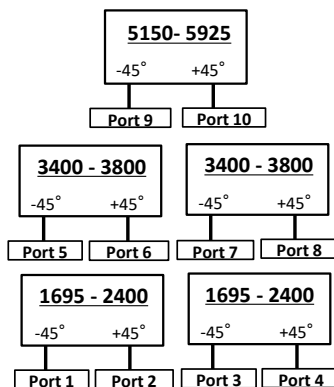 5150- 5925
-45° +45°
Port 9 Port 10
3400 - 3800 3400 - 3800
-45° +45° -45° +45°
Port 5 Port 6 Port 7 Port 8
1695 - 2400 1695 - 2400
-45° +45° -45° +45°
Port 1 Port 2 Port 3 Port 4